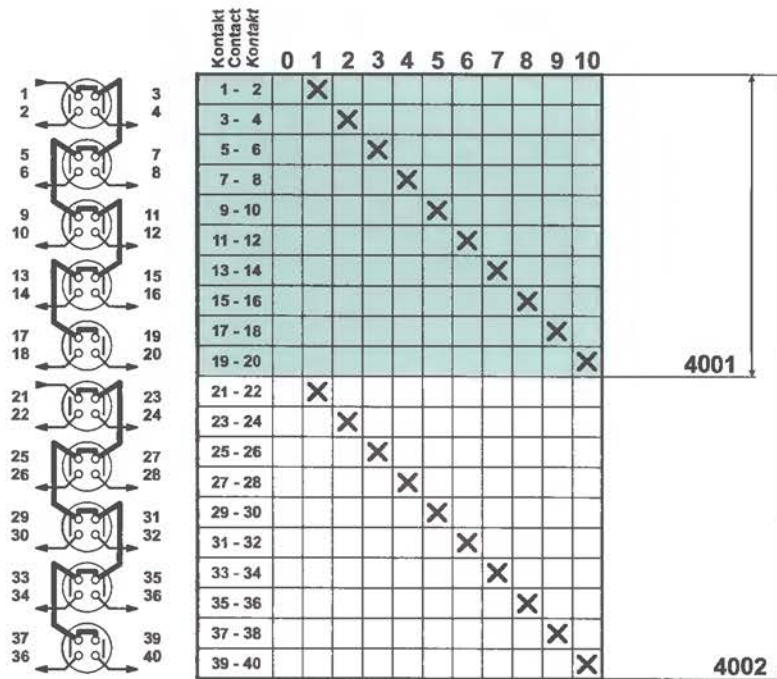 Kontakt
Contact
Kontakt
0 1 2 3 4 5 6 7 8 9 10
1 3 1 - 2
2 4 3 - 4
5 7 5 - 6
6 8 7 - 8
9 11 9 - 10
10 12 11 - 12
13 15 13 - 14
14 16 15 - 16
17 19 17 - 18
18 20 19 - 20 4001
21 23 21 - 22
22 24 23 - 24
25 27 25 - 26
26 28 27 - 28
29 31 29 - 30
30 32 31 - 32
33 35 33 - 34
34 36 35 - 36
37 39 37 - 38
36 40 39 - 40 4002